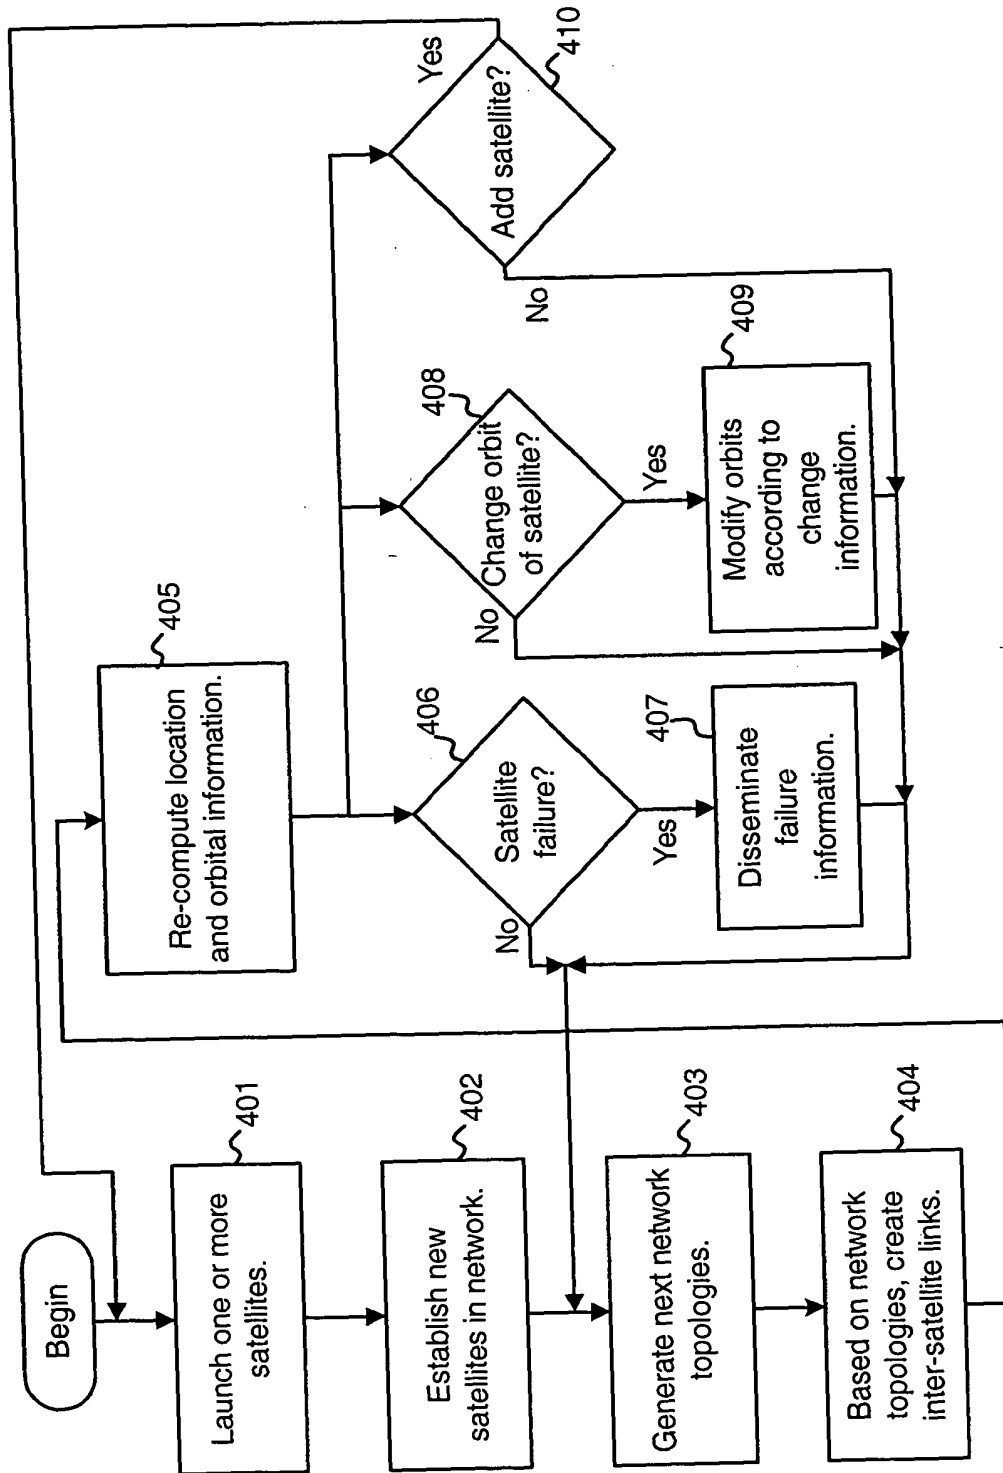 Begin
401
Launch one or more
satellites.
402
Establish new
satellites in network.
403
Generate next network
topologies.
404
Based on network
topologies, create
inter-satellite links.
405
Re-compute location
and orbital information.
406
Satellite
failure?
No
Yes
407
Disseminate
failure
information.
408
Change orbit
of satellite?
No
Yes
409
Modify orbits
according to
change
information.
410
Add satellite?
Yes
No